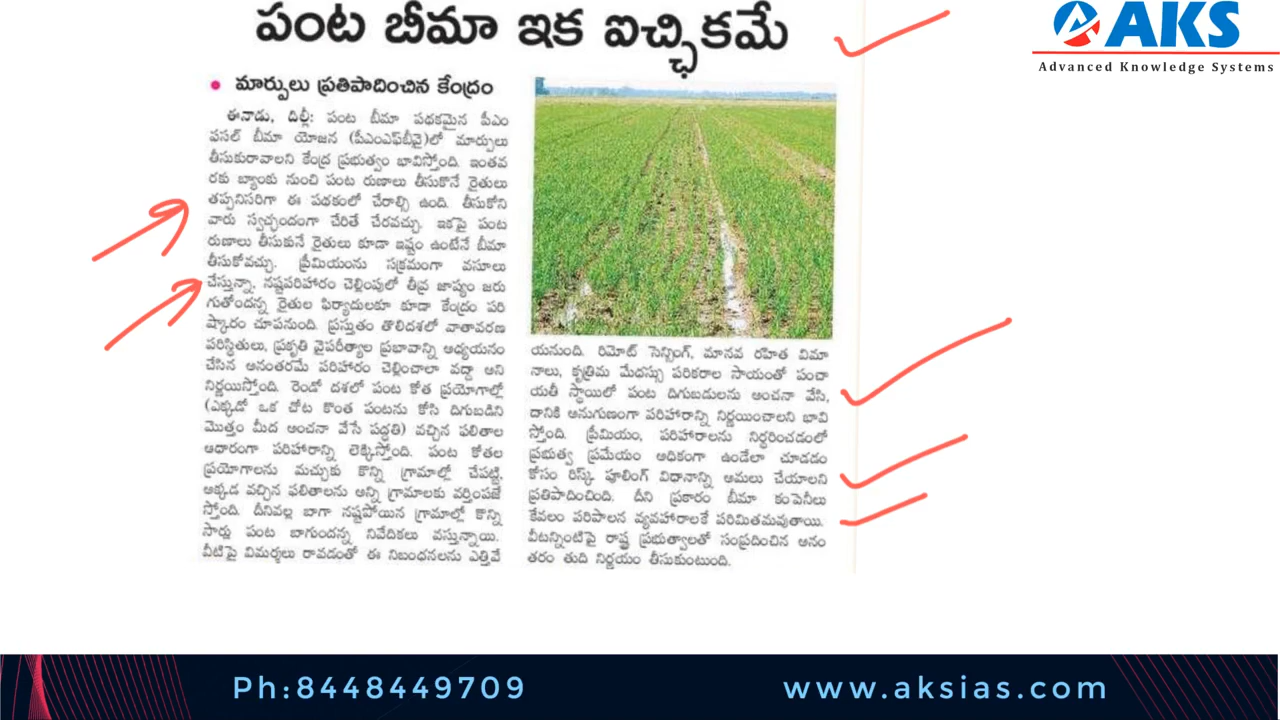 పంట బీమా ఇక ఐచ్ఛికమే
AKS
Advanced Knowledge Systems
• మార్పులు ప్రతిపాదించిన కేంద్రం
ఈనాడు, దిల్లీ: పంట బీమా పథకమైన పీఎం
ఫసల్ బీమా యోజన (పీఎంఎఫ్‌బీవై)లో మార్పులు
తీసుకురావాలని కేంద్ర ప్రభుత్వం భావిస్తోంది. ఇంతవ
రకు బ్యాంకు నుంచి పంట రుణాలు తీసుకొనే రైతులు
తప్పనిసరిగా ఈ పథకంలో చేరాల్సి ఉంది. తీసుకోని
వారు స్వచ్ఛందంగా చేరితే చేరవచ్చు. ఇకపై పంట
రుణాలు తీసుకునే రైతులు కూడా ఇష్టం ఉంటేనే బీమా
తీసుకోవచ్చు. ప్రీమియంను సక్రమంగా వసూలు
చేస్తున్నా, నష్టపరిహారం చెల్లింపులో తీవ్ర జాప్యం జరు
గుతోందన్న రైతుల ఫిర్యాదులకూ కూడా కేంద్రం పరి
ష్కారం చూపనుంది. ప్రస్తుతం తొలిదశలో వాతావరణ
పరిస్థితులు, ప్రకృతి వైపరీత్యాల ప్రభావాన్ని అధ్యయనం
చేసిన అనంతరమే పరిహారం చెల్లించాలా వద్దా అని
నిర్ణయిస్తోంది. రెండో దశలో పంట కోత ప్రయోగాల్లో
(ఎక్కడో ఒక చోట కొంత పంటను కోసి దిగుబడిని
మొత్తం మీద అంచనా వేసే పద్ధతి) వచ్చిన ఫలితాల
ఆధారంగా పరిహారాన్ని లెక్కిస్తోంది. పంట కోతల
ప్రయోగాలను మచ్చుకు కొన్ని గ్రామాల్లో చేపట్టి,
అక్కడ వచ్చిన ఫలితాలను అన్ని గ్రామాలకు వర్తింపజే
స్తోంది. దీనివల్ల బాగా నష్టపోయిన గ్రామాల్లో కొన్ని
సార్లు పంట బాగుందన్న నివేదికలు వస్తున్నాయి.
వీటిపై విమర్శలు రావడంతో ఈ నిబంధనలను ఎత్తివే
యనుంది. రిమోట్ సెన్సింగ్, మానవ రహిత విమా
నాలు, కృత్రిమ మేదస్సు పరికరాల సాయంతో పంచా
యతీ స్థాయిలో పంట దిగుబడులను అంచనా వేసి,
దానికి అనుగుణంగా పరిహారాన్ని నిర్ణయించాలని భావి
స్తోంది. ప్రీమియం, పరిహారాలను నిర్ధరించడంలో
ప్రభుత్వ ప్రమేయం అధికంగా ఉండేలా చూడడం
కోసం రిస్క్ పూలింగ్ విధానాన్ని అమలు చేయాలని
ప్రతిపాదించింది. దీని ప్రకారం బీమా కంపెనీలు
కేవలం పరిపాలన వ్యవహారాలకే పరిమితమవుతాయి.
వీటన్నింటిపై రాష్ట్ర ప్రభుత్వాలతో సంప్రదించిన అనం
తరం తుది నిర్ణయం తీసుకుంటుంది.
Ph:8448449709
www.aksias.com